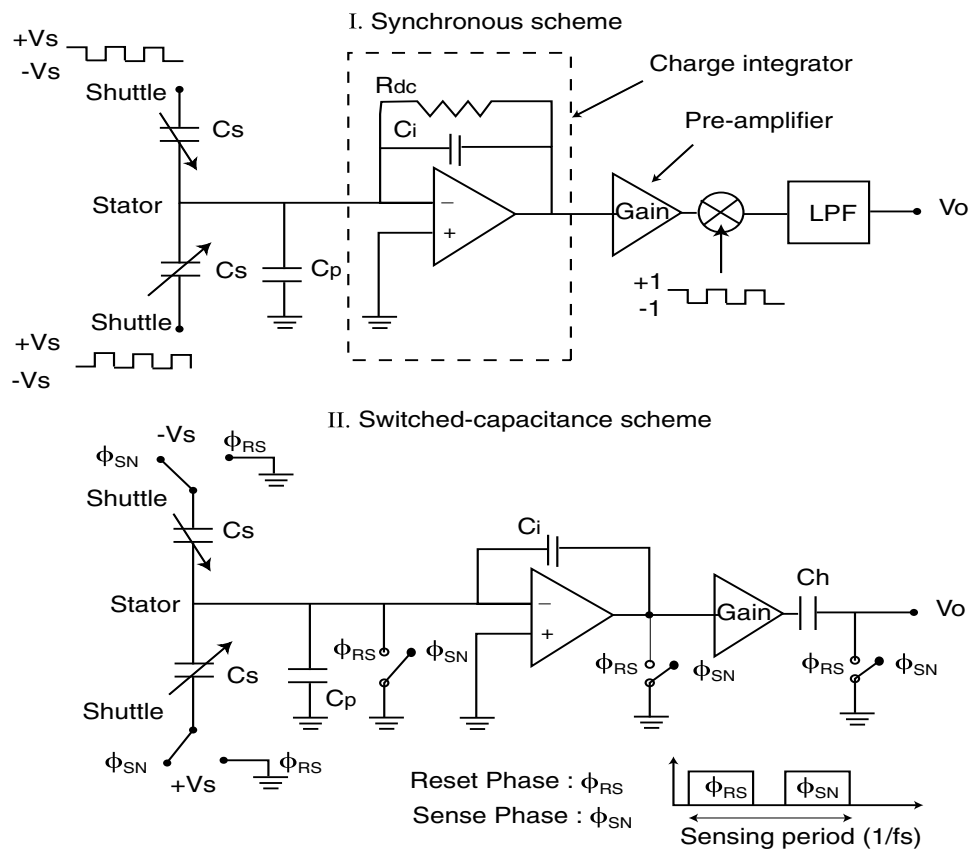 I. Synchronous scheme
+Vs
-Vs
Shuttle
Cs
Rdc
Ci
Charge integrator
Pre-amplifier
Stator
−
+
Gain
LPF
Vo
Cs
Cp
+1
-1
Shuttle
+Vs
-Vs
II. Switched-capacitance scheme
-Vs
ϕSN
ϕRS
Shuttle
Cs
Ci
Stator
−
+
Gain
Ch
Vo
Cs
Cp
ϕRS
ϕSN
ϕRS
ϕSN
ϕRS
ϕSN
Shuttle
ϕSN
+Vs
ϕRS
Reset Phase : ϕRS
Sense Phase : ϕSN
ϕRS
ϕSN
Sensing period (1/fs)